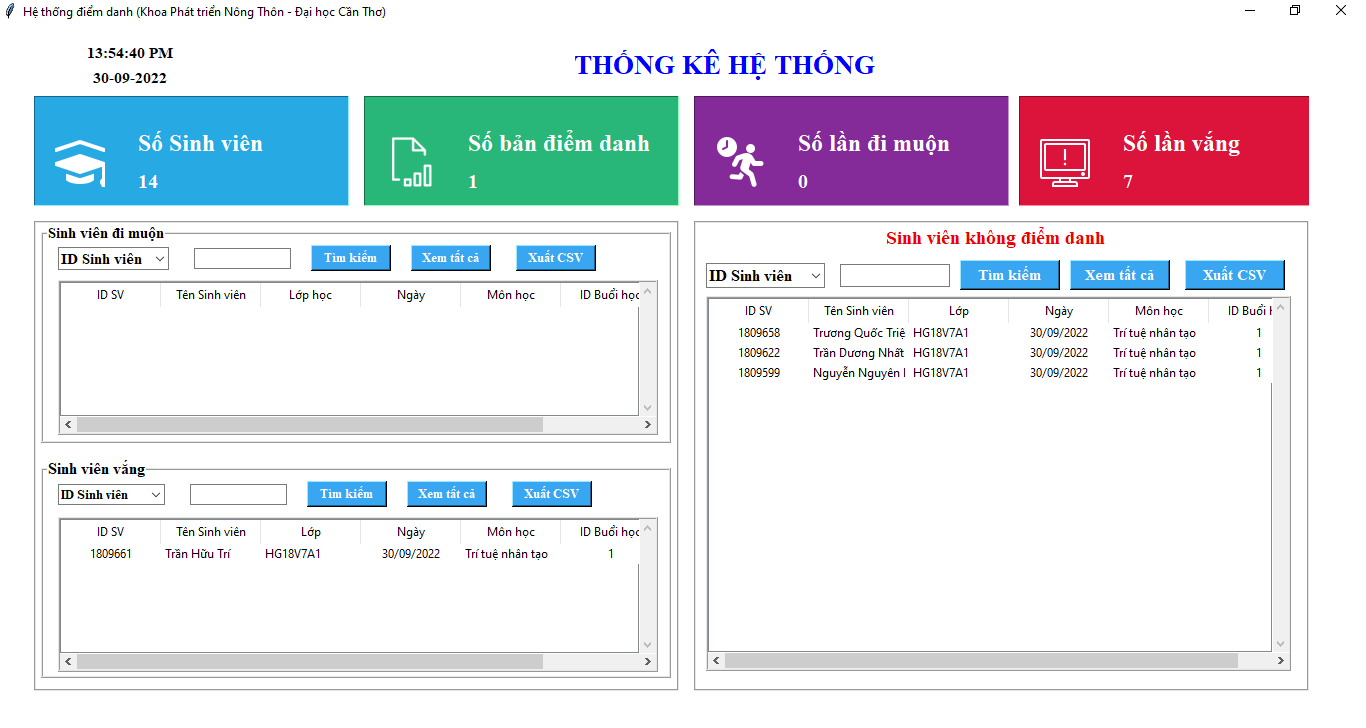 Hệ thống điểm danh (Khoa Phát triển Nông Thôn - Đại học Cần Thơ)
13:54:40 PM
30-09-2022
THỐNG KÊ HỆ THỐNG
Số Sinh viên
14
Số bản điểm danh
1
Số lần đi muộn
0
Số lần vắng
7
Sinh viên đi muộn
ID Sinh viên Tìm kiếm Xem tất cả Xuất CSV
ID SV Tên Sinh viên Lớp học Ngày Môn học ID Buổi học
Sinh viên vắng
ID Sinh viên Tìm kiếm Xem tất cả Xuất CSV
ID SV Tên Sinh viên Lớp Ngày Môn học ID Buổi học
1809661 Trần Hữu Trí HG18V7A1 30/09/2022 Trí tuệ nhân tạo 1
Sinh viên không điểm danh
ID Sinh viên Tìm kiếm Xem tất cả Xuất CSV
ID SV Tên Sinh viên Lớp Ngày Môn học ID Buổi
1809658 Trương Quốc Triệ HG18V7A1 30/09/2022 Trí tuệ nhân tạo 1
1809622 Trần Dương Nhất HG18V7A1 30/09/2022 Trí tuệ nhân tạo 1
1809599 Nguyễn Nguyên HG18V7A1 30/09/2022 Trí tuệ nhân tạo 1